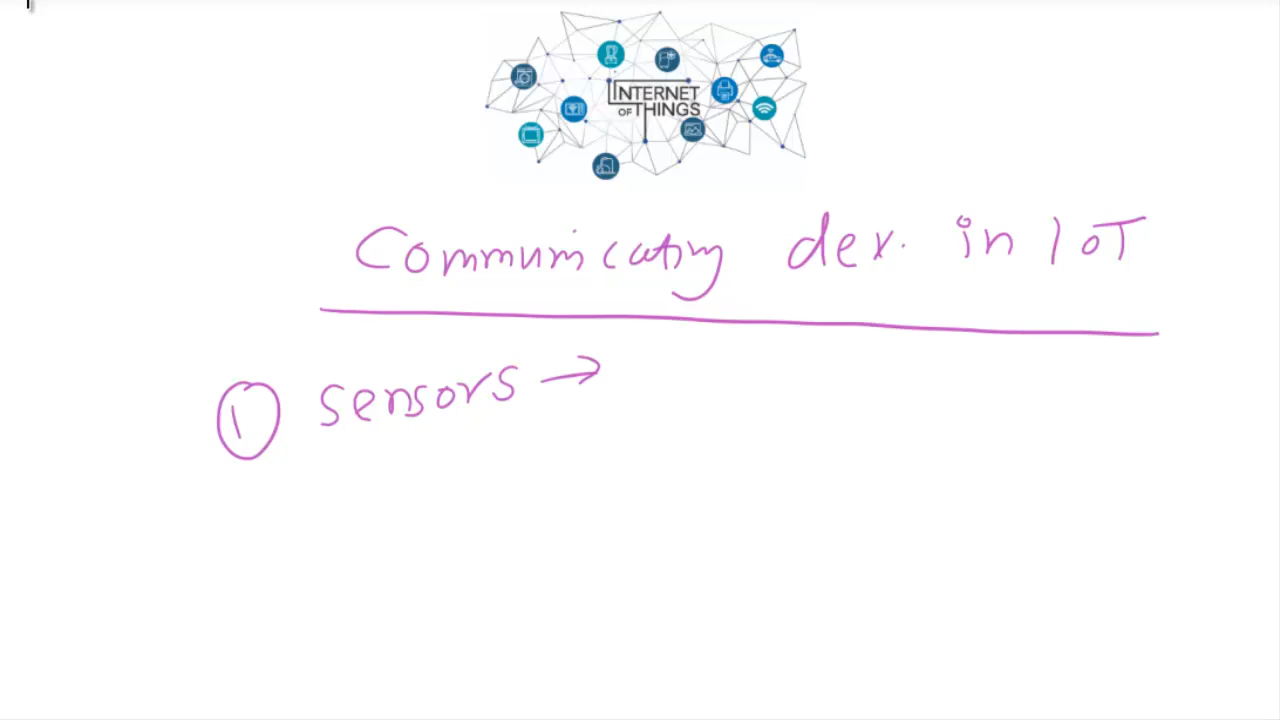 INTERNET
OF THINGS
Communicating dev. in IoT
① sensors →